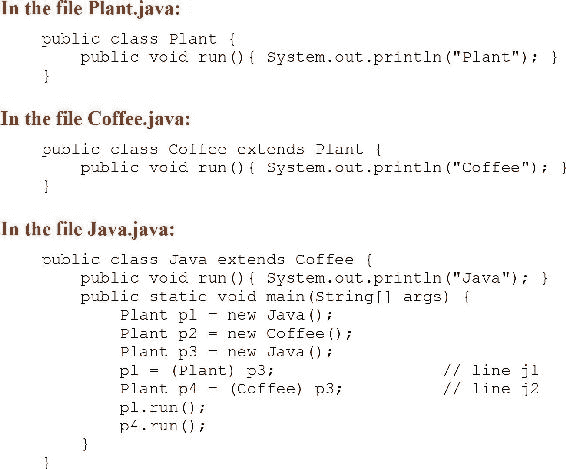 In the file Plant.java:
public class Plant {
public void run(){ System.out.println("Plant"); }
}
In the file Coffee.java:
public class Coffee extends Plant {
public void run(){ System.out.println("Coffee"); }
}
In the file Java.java:
public class Java extends Coffee {
public void run(){ System.out.println("Java"); }
public static void main(String[] args) {
Plant p1 = new Java();
Plant p2 = new Coffee();
Plant p3 = new Java();
p1 = (Plant) p3; // line j1
Plant p4 = (Coffee) p3; // line j2
p1.run();
p4.run();
}
}